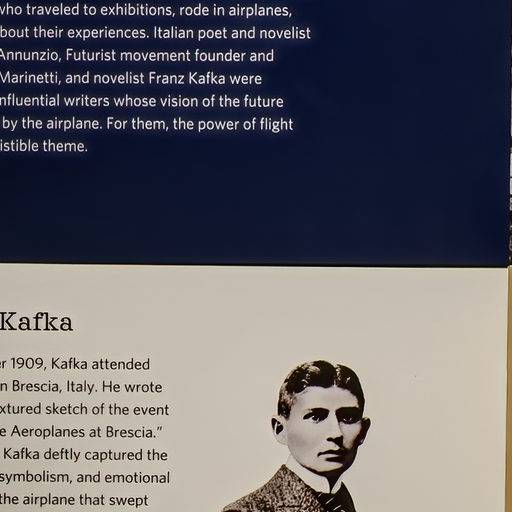 who traveled to exhibitions, rode in airplanes,
bout their experiences. Italian poet and novelist
Annunzio, Futurist movement founder and
Marinetti, and novelist Franz Kafka were
nfluential writers whose vision of the future
by the airplane. For them, the power of flight
istible theme.
Kafka
r 1909, Kafka attended
n Brescia, Italy. He wrote
xtured sketch of the event
e Aeroplanes at Brescia.”
Kafka deftly captured the
symbolism, and emotional
the airplane that swept